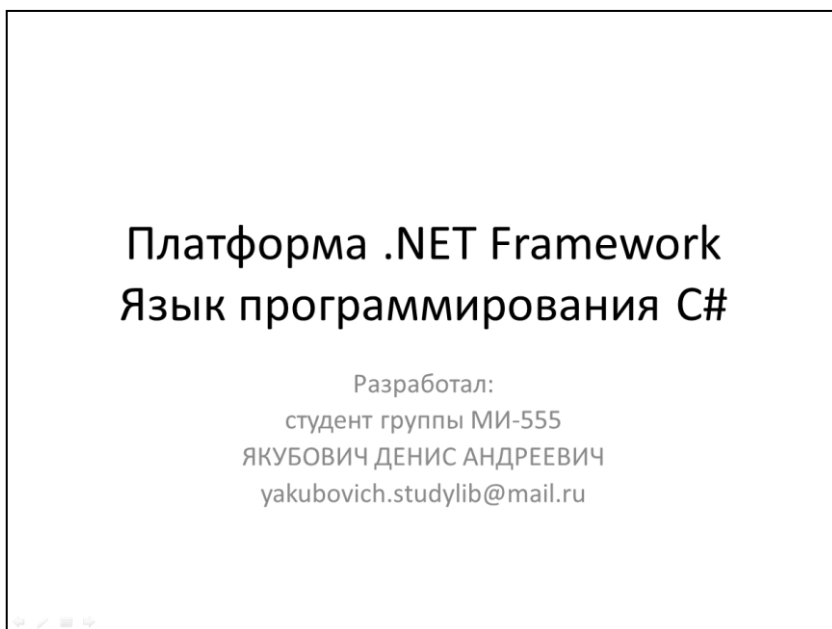 Платформа .NET Framework
Язык программирования C#
Разработал:
студент группы МИ-555
ЯКУБОВИЧ ДЕНИС АНДРЕЕВИЧ
yakubovich.studylib@mail.ru